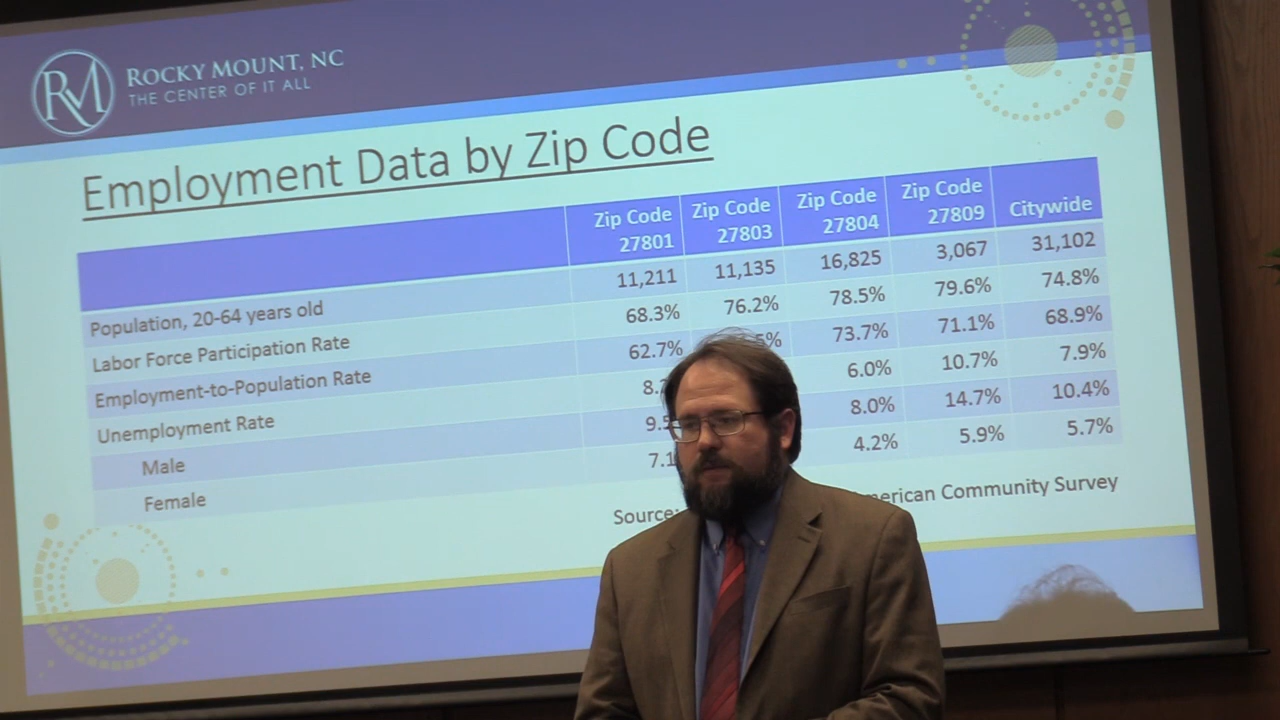 RM
ROCKY MOUNT, NC
THE CENTER OF IT ALL
Employment Data by Zip Code
Zip Code 27801 Zip Code 27803 Zip Code 27804 Zip Code 27809 Citywide
Population, 20-64 years old 11,211 11,135 16,825 3,067 31,102
Labor Force Participation Rate 68.3% 76.2% 78.5% 79.6% 74.8%
Employment-to-Population Rate 62.7% 73.7% 71.1% 68.9%
Unemployment Rate 6.0% 10.7% 7.9%
Male 8.0% 14.7% 10.4%
Female 4.2% 5.9% 5.7%
Source: Community Survey